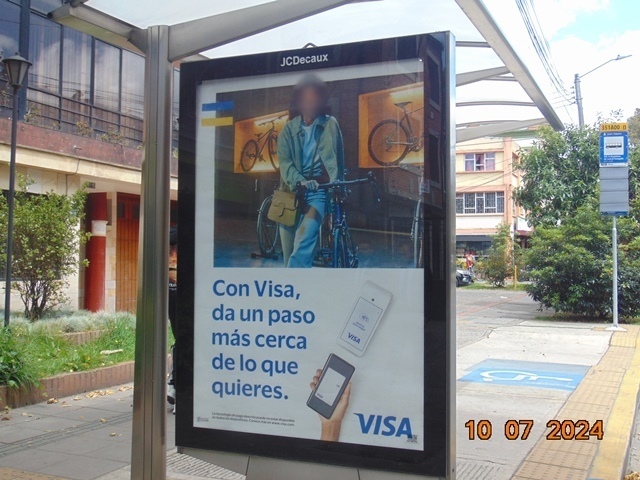 JCDecaux
Con Visa,
da un paso
más cerca
de lo que
quieres.
VISA
VISA
10 07 2024